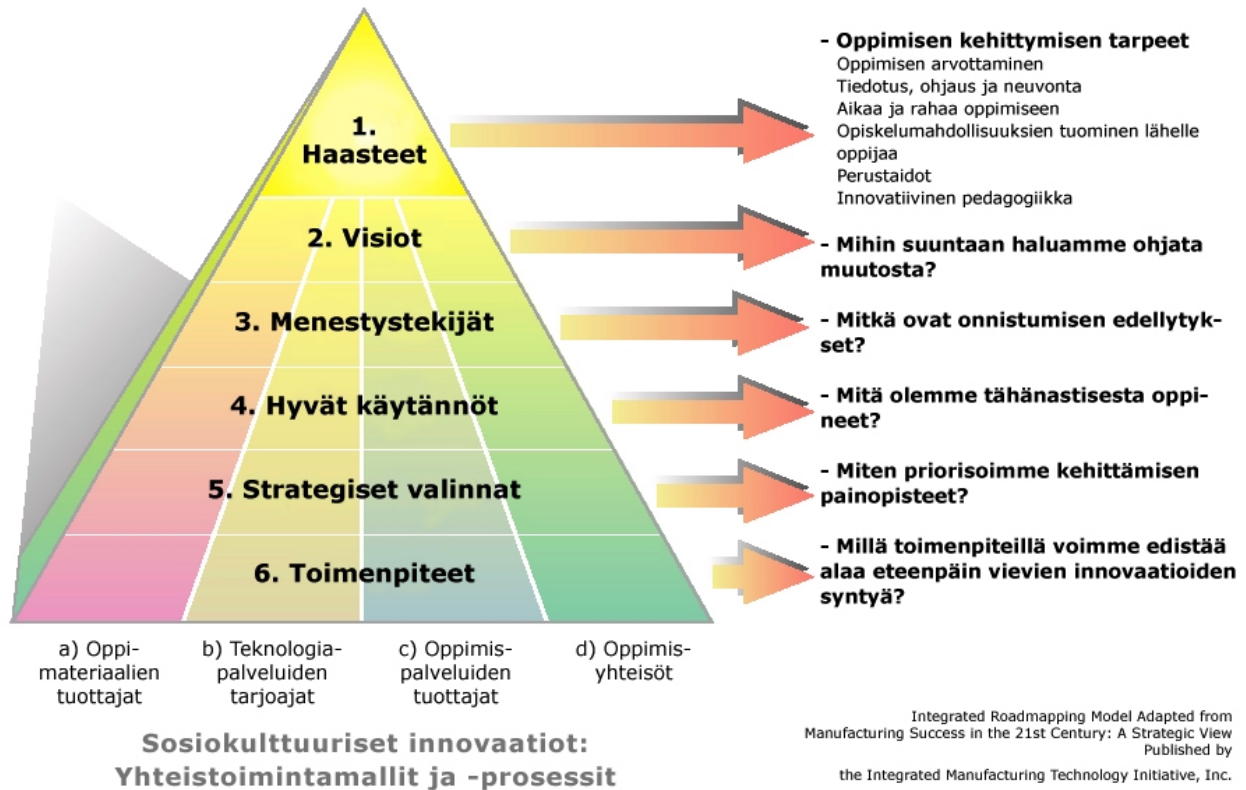 1.
Haasteet
2. Visiot
3. Menestystekijät
4. Hyvät käytännöt
5. Strategiset valinnat
6. Toimenpiteet
- Oppimisen kehittymisen tarpeet
Oppimisen arvottaminen
Tiedotus, ohjaus ja neuvonta
Aikaa ja rahaa oppimiseen
Opiskelumahdollisuuksien tuominen lähelle
oppijaa
Perustaidot
Innovatiivinen pedagogiikka
- Mihin suuntaan haluamme ohjata
muutosta?
- Mitkä ovat onnistumisen edellytyk-
set?
- Mitä olemme tähänastisesta oppi-
neet?
- Miten priorisoimme kehittämisen
painopisteet?
- Millä toimenpiteillä voimme edistää
alaa eteenpäin vievien innovaatioiden
syntyä?
a) Oppi-
materiaalien
tuottajat
b) Teknologia-
palveluiden
tarjoajat
c) Oppimis-
palveluiden
tuottajat
d) Oppimis-
yhteisöt
Sosiokulttuuriset innovaatiot:
Yhteistoimintamallit ja -prosessit
Integrated Roadmapping Model Adapted from
Manufacturing Success in the 21st Century: A Strategic View
Published by
the Integrated Manufacturing Technology Initiative, Inc.